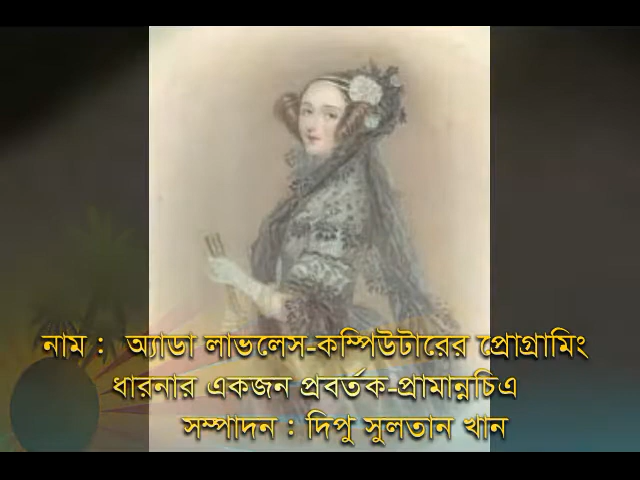 নাম : অ্যাডা লাভলেস-কম্পিউটারের প্রোগ্রামিং
ধারনার একজন প্রবর্তক-প্রামান্নচিএ
সম্পাদন : দিপু সুলতান খান